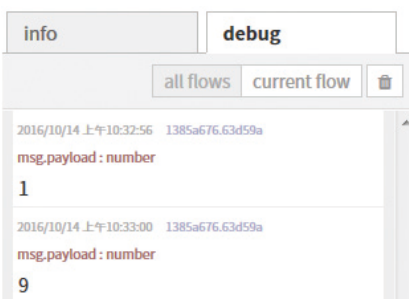 info debug
all flows current flow
2016/10/14 上午10:32:56 1385a676.63d59a
msg.payload : number
1
2016/10/14 上午10:33:00 1385a676.63d59a
msg.payload : number
9